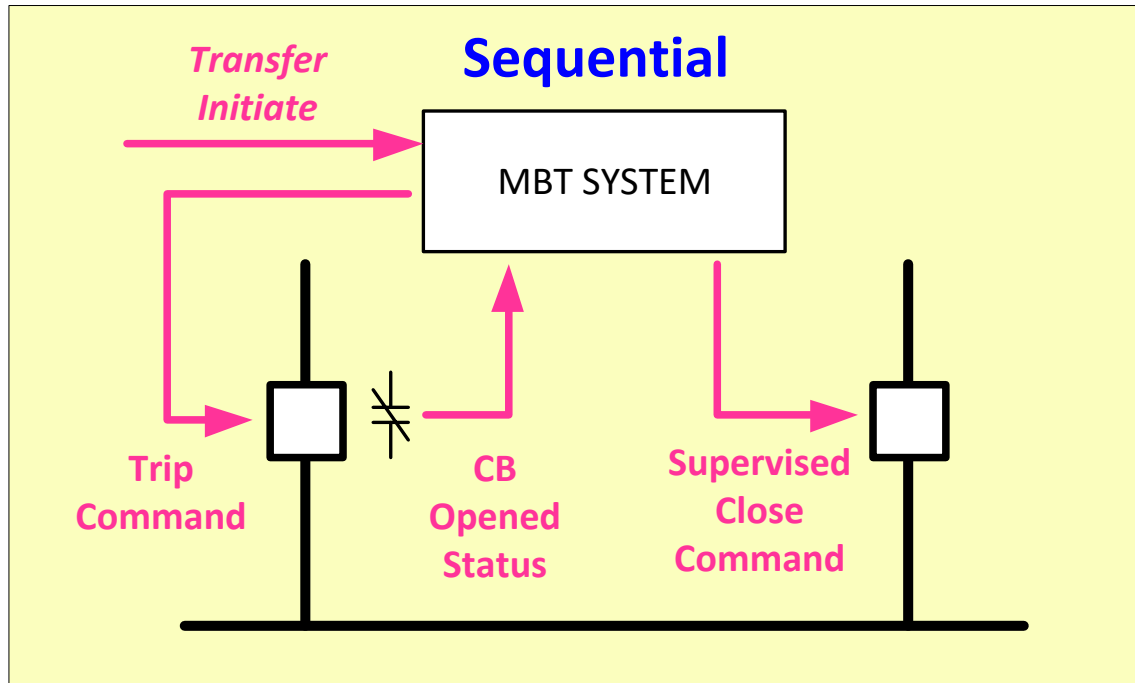 Transfer
Initiate
Sequential
MBT SYSTEM
Trip
Command
CB
Opened
Status
Supervised
Close
Command